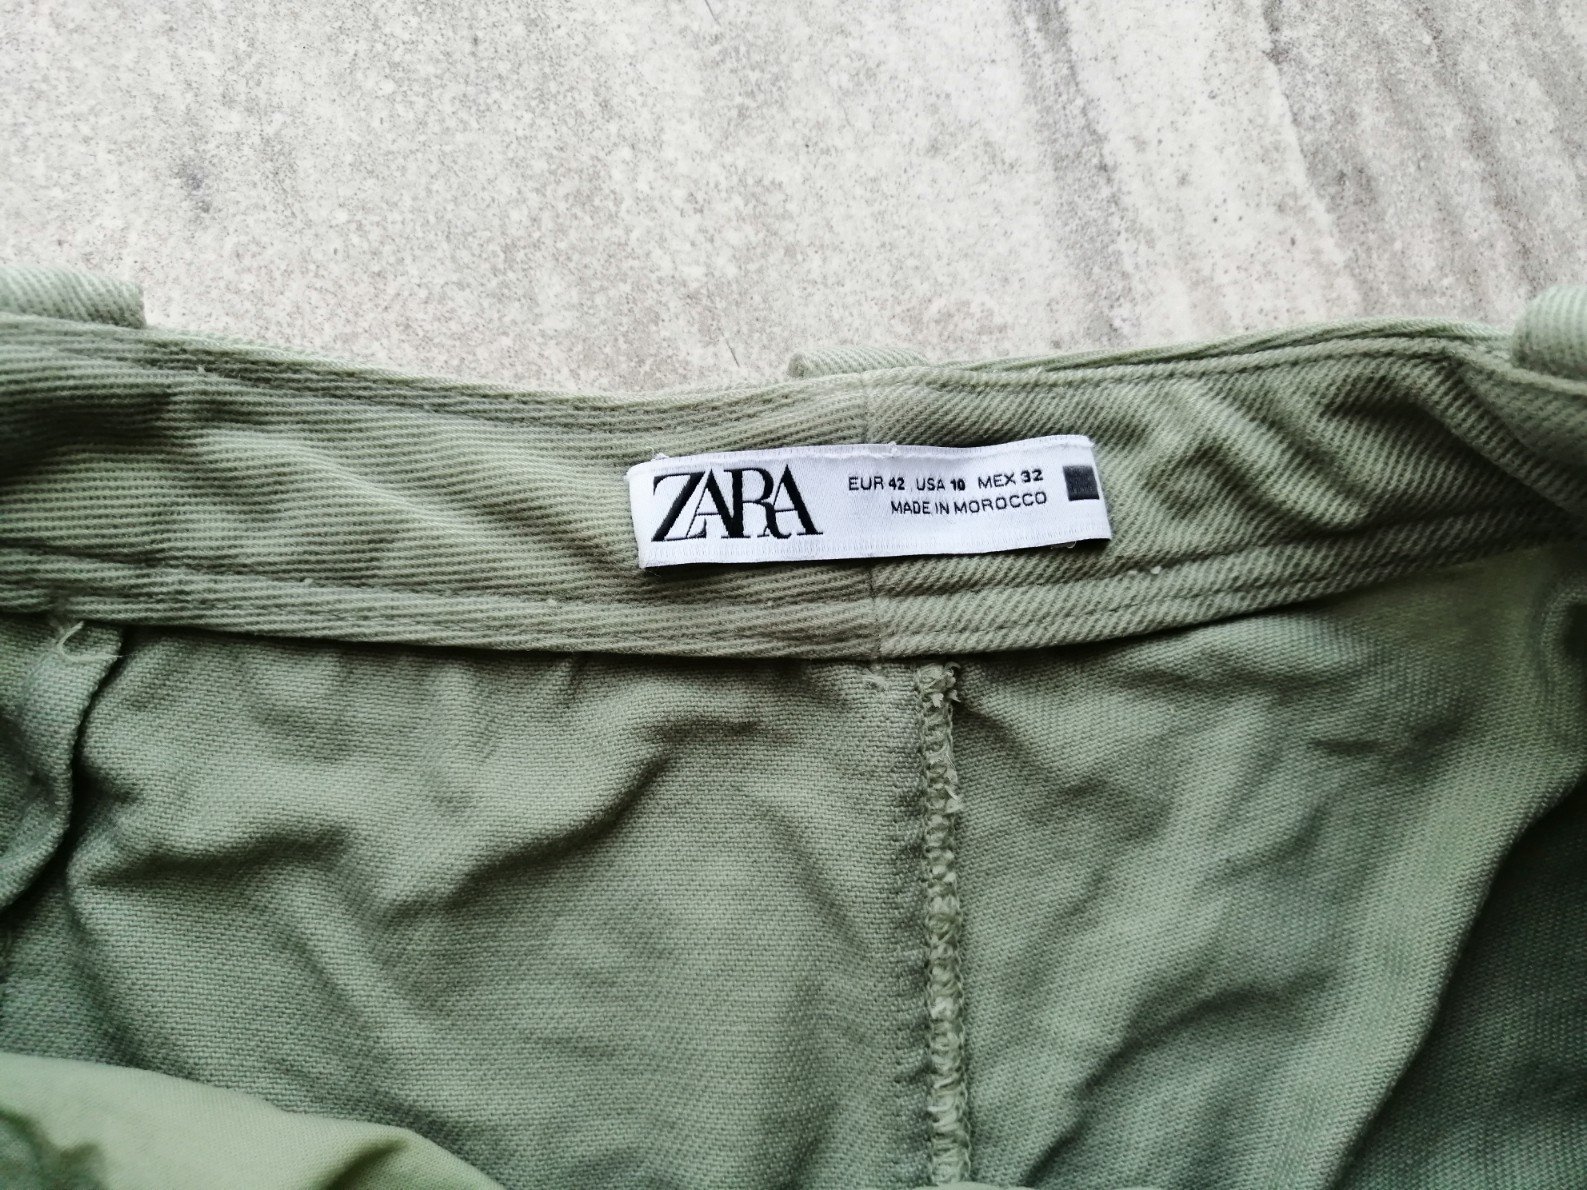 ZARA
EUR 42 USA 10 MEX 32
MADE IN MOROCCO